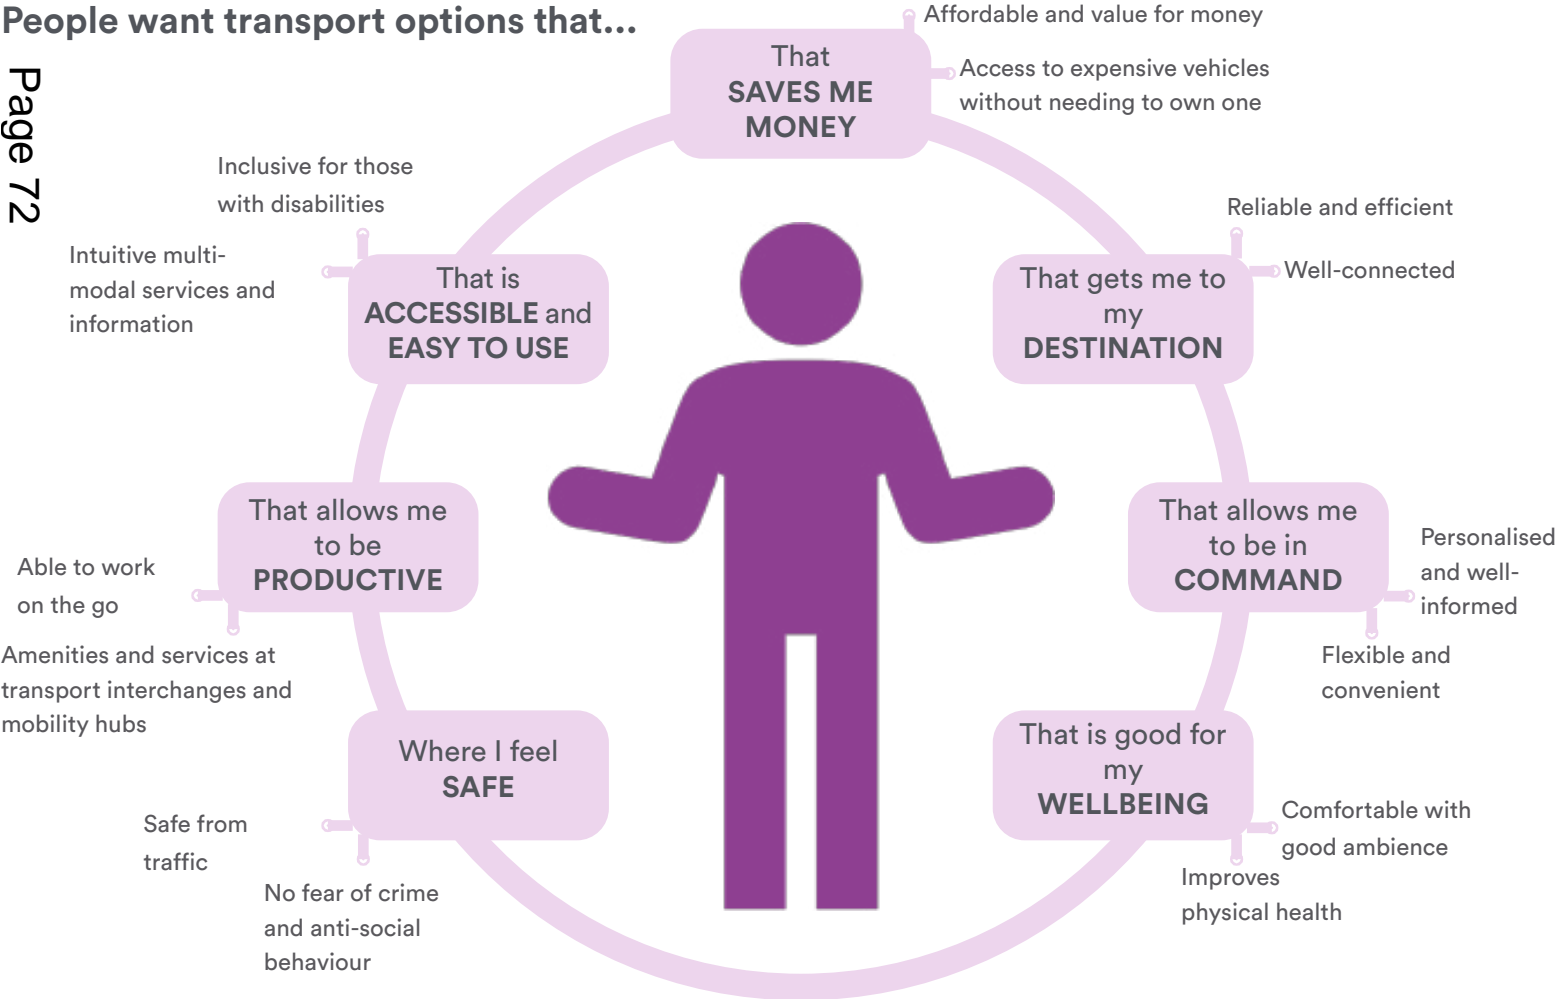 People want transport options that...
Page 72
That
SAVES ME
MONEY
Affordable and value for money
Access to expensive vehicles
without needing to own one
That gets me to
my
DESTINATION
Reliable and efficient
Well-connected
That allows me
to be in
COMMAND
Personalised
and well-
informed
Flexible and
convenient
That is good for
my
WELLBEING
Comfortable with
good ambience
Improves
physical health
Where I feel
SAFE
Safe from
traffic
No fear of crime
and anti-social
behaviour
That allows me
to be
PRODUCTIVE
Able to work
on the go
Amenities and services at
transport interchanges and
mobility hubs
That is
ACCESSIBLE and
EASY TO USE
Inclusive for those
with disabilities
Intuitive multi-
modal services and
information